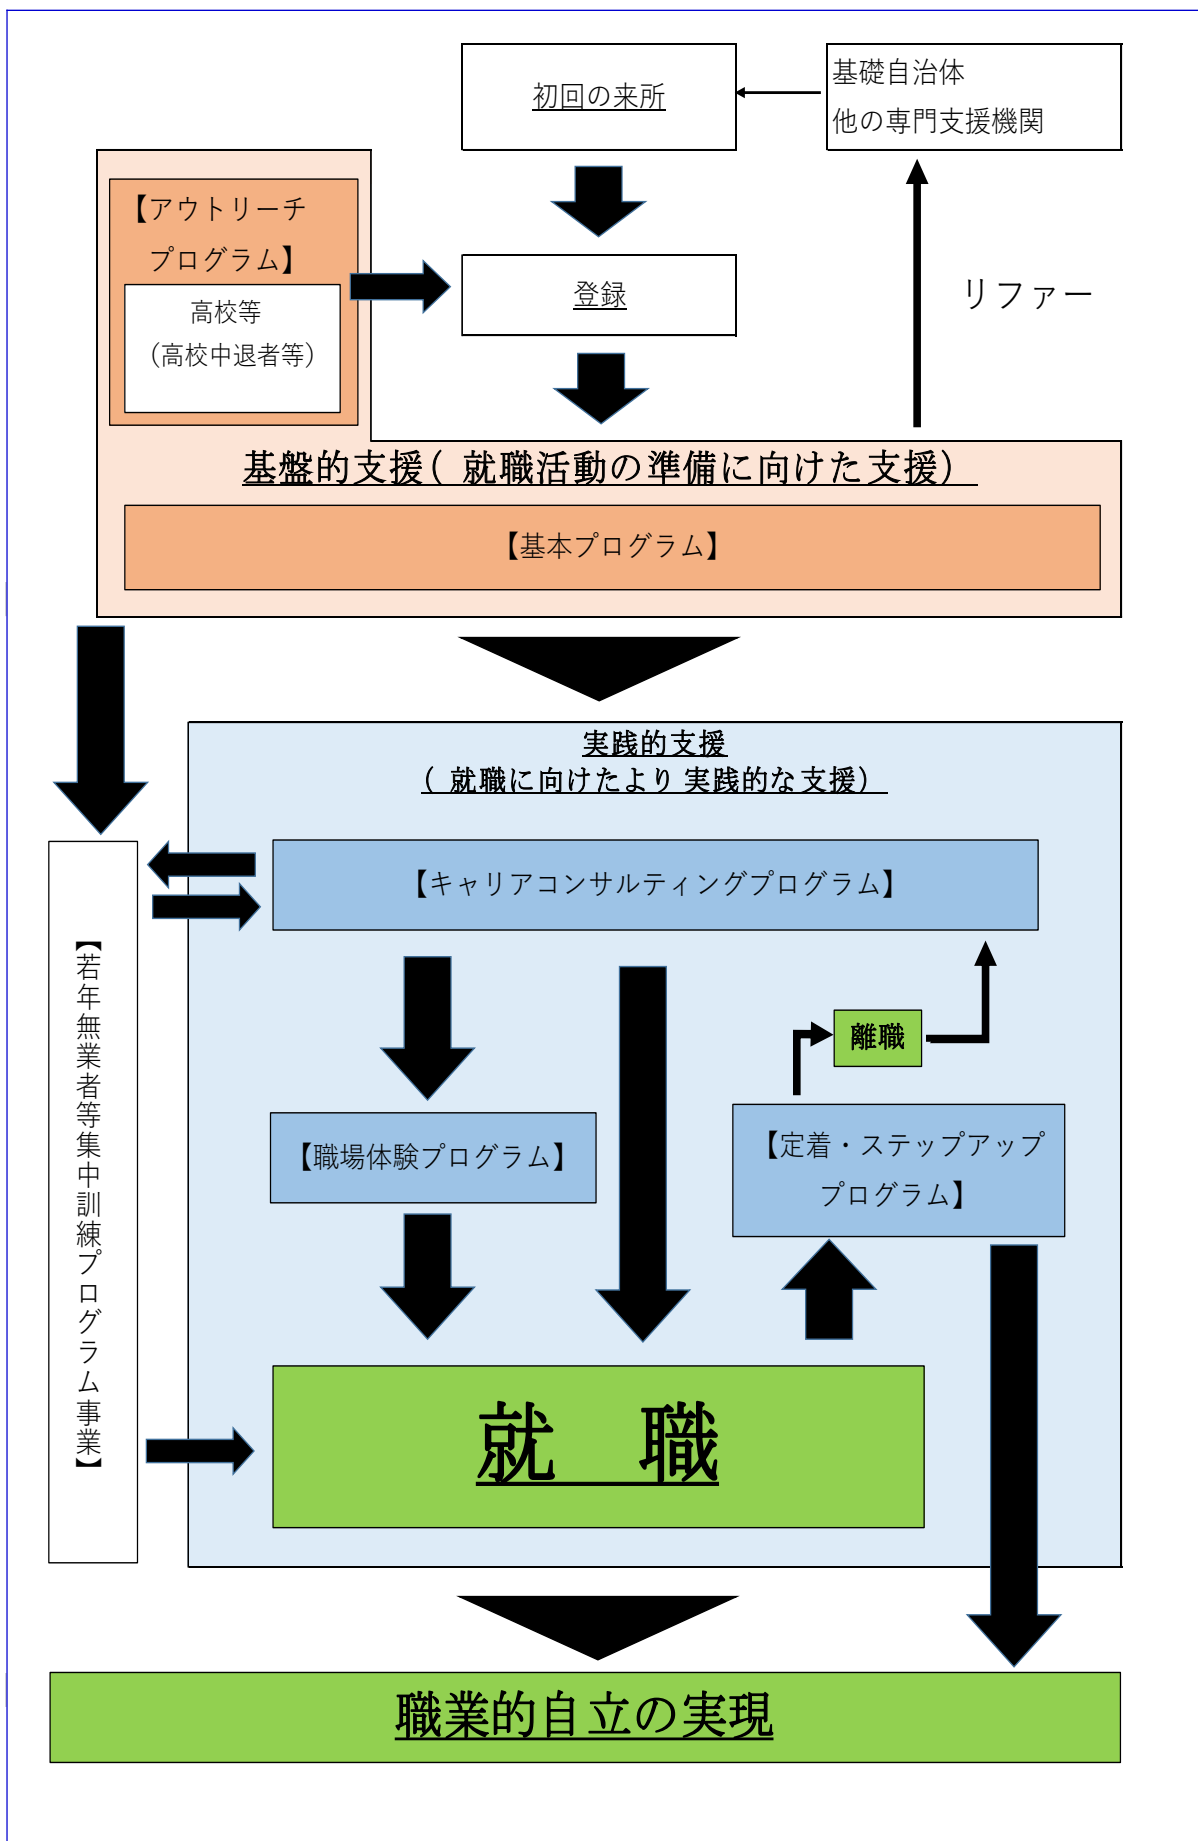 初回の来所
基礎自治体
他の専門支援機関
【アウトリーチ
プログラム】
高校等
（高校中退者等）
登録
リファー
基盤的支援（就職活動の準備に向けた支援）
【基本プログラム】
実践的支援
（就職に向けたより実践的な支援）
【キャリアコンサルティングプログラム】
【若年無業者等集中訓練プログラム事業】
離職
【職場体験プログラム】
【定着・ステップアップ
プログラム】
就　職
職業的自立の実現